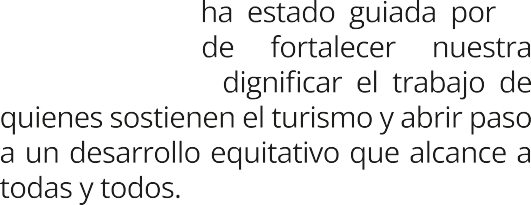 ha estado guiada por
de fortalecer nuestra
dignificar el trabajo de
quienes sostienen el turismo y abrir paso
a un desarrollo equitativo que alcance a
todas y todos.